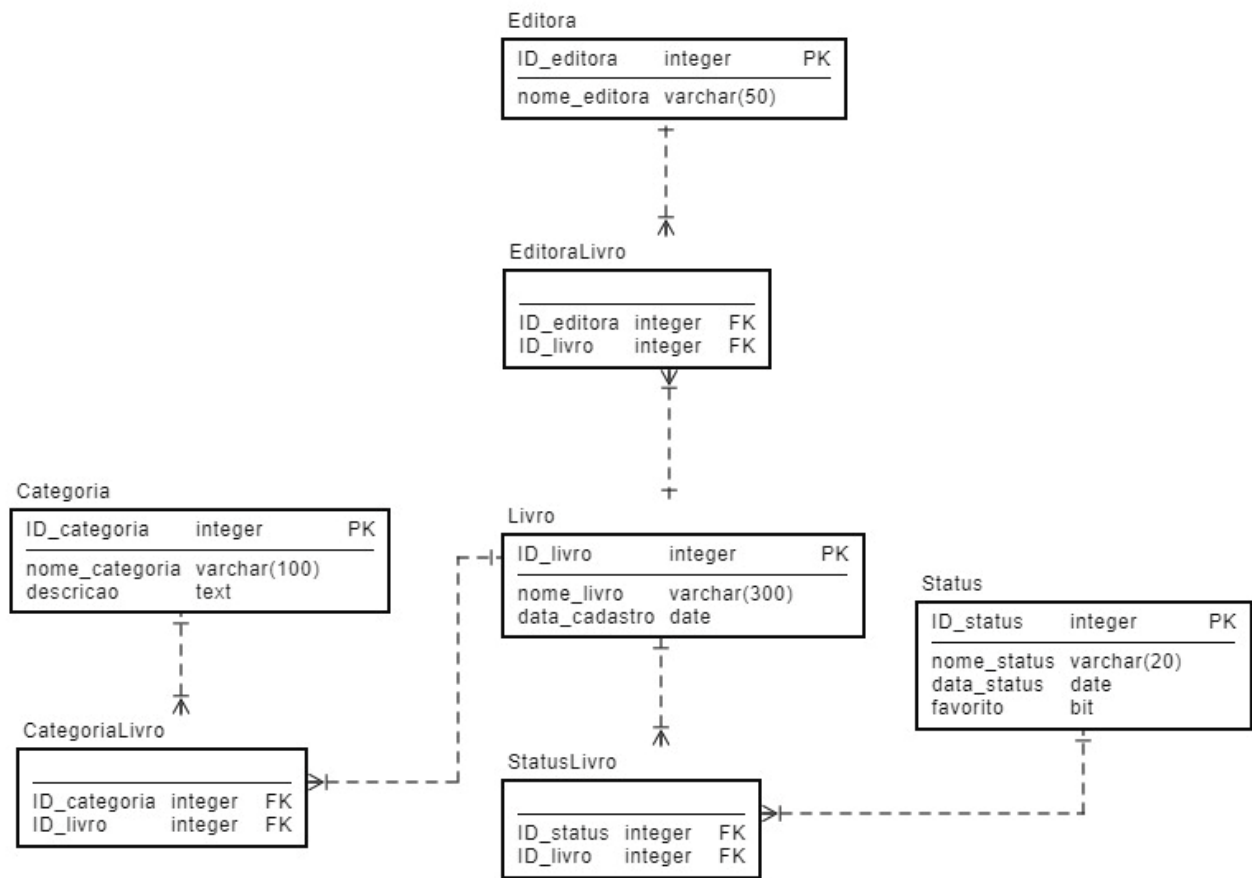 Editora
ID_editora integer PK
nome_editora varchar(50)
EditoraLivro
ID_editora integer FK
ID_livro integer FK
Categoria
ID_categoria integer PK
nome_categoria varchar(100)
descricao text
Livro
ID_livro integer PK
nome_livro varchar(300)
data_cadastro date
Status
ID_status integer PK
nome_status varchar(20)
data_status date
favorito bit
CategoriaLivro
ID_categoria integer FK
ID_livro integer FK
StatusLivro
ID_status integer FK
ID_livro integer FK